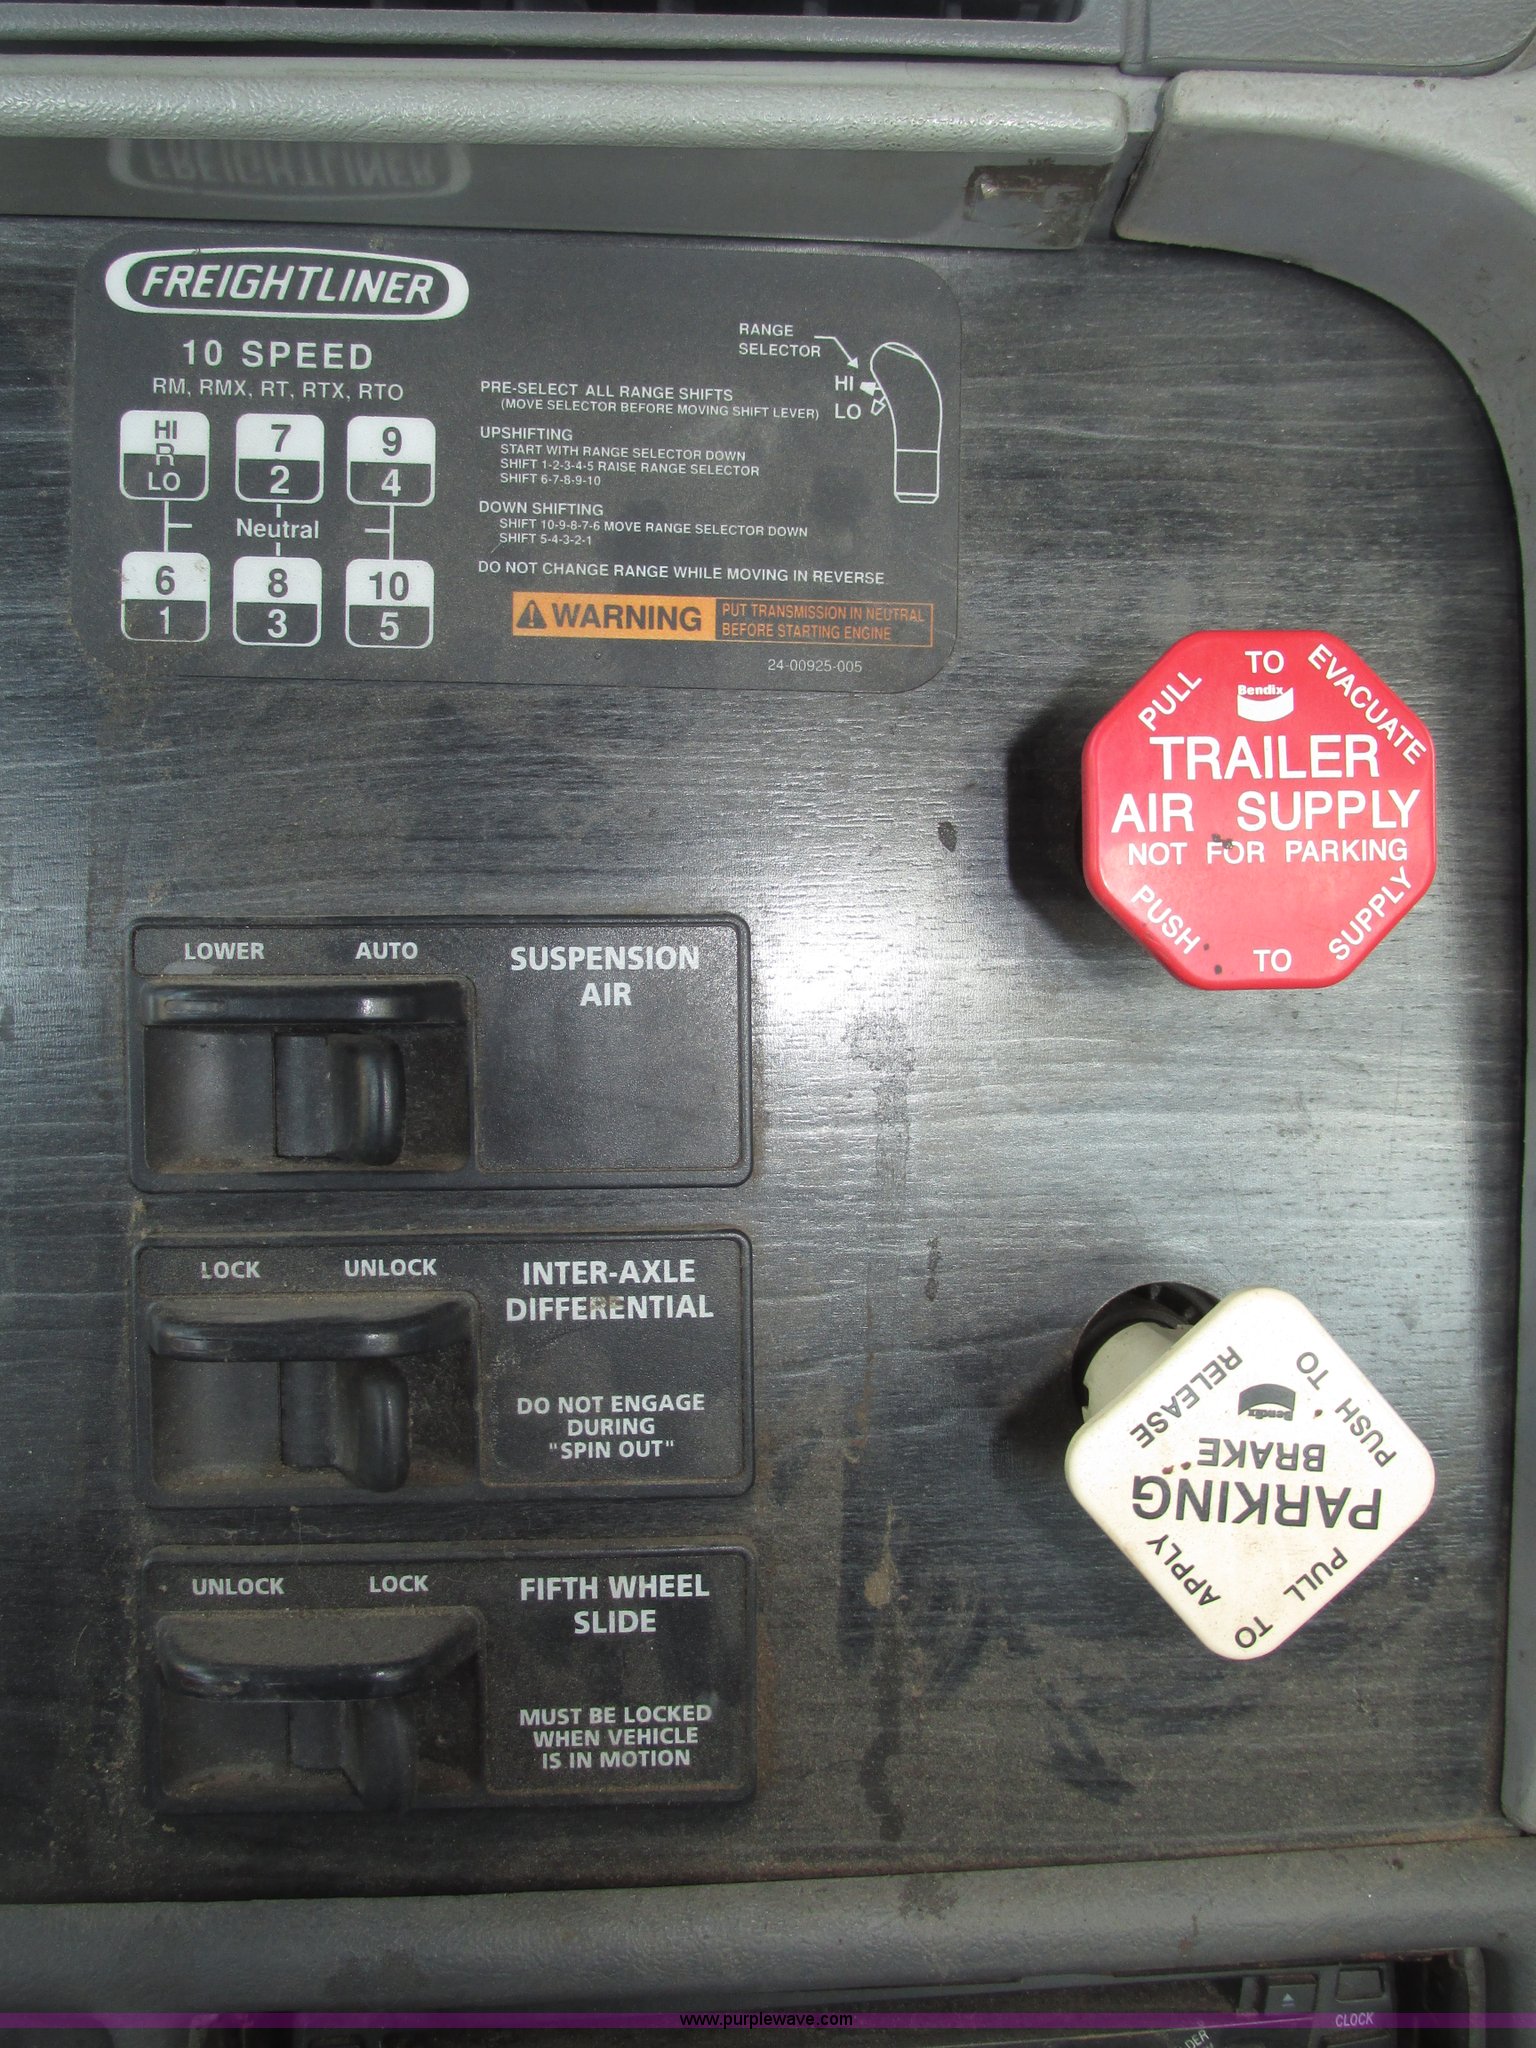 FREIGHTLINER
FREIGHTLINER
10 SPEED
RM, RMX, RT, RTX, RTO
HI
R
LO
7
2
9
4
Neutral
6
1
8
3
10
5
RANGE
SELECTOR
HI
LO
PRE-SELECT ALL RANGE SHIFTS
(MOVE SELECTOR BEFORE MOVING SHIFT LEVER)
UPSHIFTING
START WITH RANGE SELECTOR DOWN
SHIFT 1-2-3-4-5 RAISE RANGE SELECTOR
SHIFT 6-7-8-9-10
DOWN SHIFTING
SHIFT 10-9-8-7-6 MOVE RANGE SELECTOR DOWN
SHIFT 5-4-3-2-1
DO NOT CHANGE RANGE WHILE MOVING IN REVERSE
WARNING
PUT TRANSMISSION IN NEUTRAL
BEFORE STARTING ENGINE
24-00925-005
PULL TO EVACUATE
Bendix
TRAILER
AIR SUPPLY
NOT FOR PARKING
PUSH TO SUPPLY
LOWER AUTO
SUSPENSION
AIR
LOCK UNLOCK
INTER-AXLE
DIFFERENTIAL
DO NOT ENGAGE
DURING
"SPIN OUT"
UNLOCK LOCK
FIFTH WHEEL
SLIDE
MUST BE LOCKED
WHEN VEHICLE
IS IN MOTION
PULL TO APPLY
PARKING
BRAKE
Bendix
PUSH TO RELEASE
CLOCK
www.purplewave.com